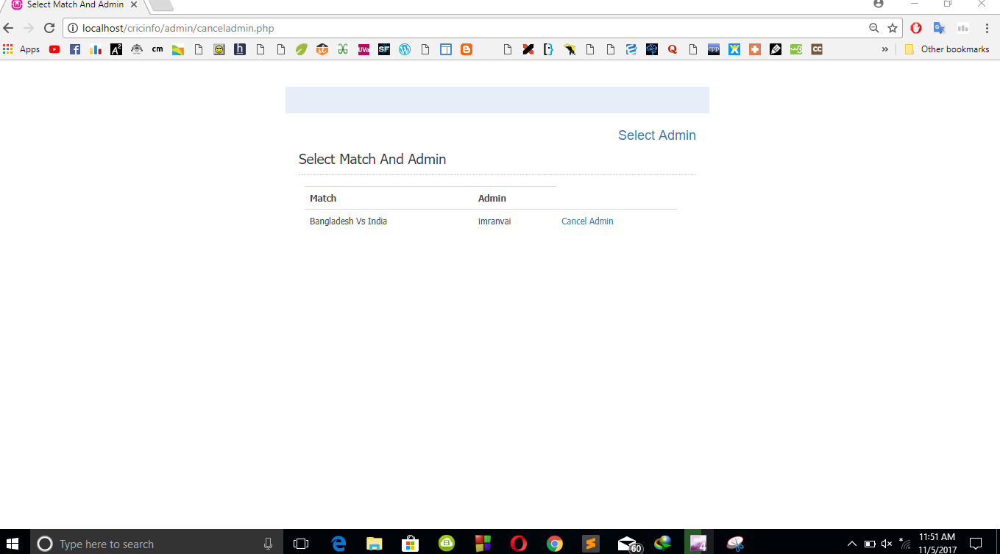 Select Match And Admin
localhost/cricinfo/admin/canceladmin.php
Apps
Other bookmarks
Select Admin
Select Match And Admin
Match Admin
Bangladesh Vs India imranvai Cancel Admin
Type here to search
60
11:51 AM
11/5/2017